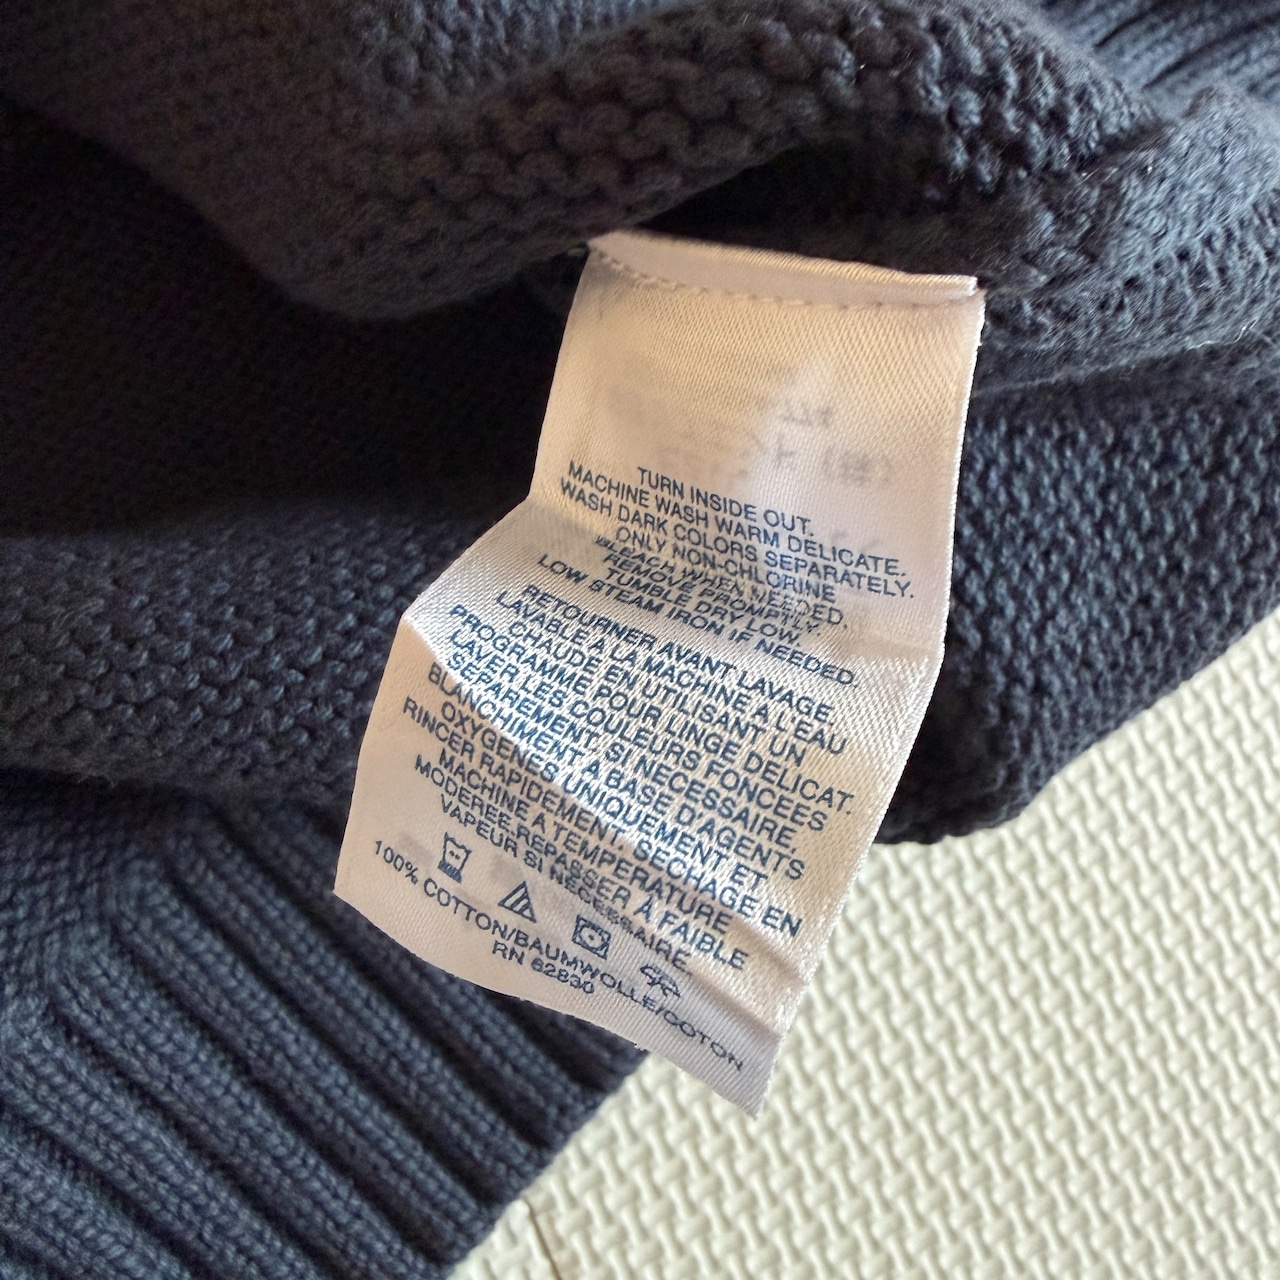 TURN INSIDE OUT.
MACHINE WASH WARM DELICATE.
WASH DARK COLORS SEPARATELY.
ONLY NON-CHLORINE
BLEACH WHEN NEEDED,
REMOVE PROMPTLY.
TUMBLE DRY LOW.
LOW STEAM IRON IF NEEDED.
RETOURNER AVANT LAVAGE.
LAVABLE A LA MACHINE A L'EAU
CHAUDE EN UTILISANT UN
PROGRAMME POUR LINGE DELICAT.
LAVER LES COULEURS FONCEES
SEPAREMENT. SI NECESSAIRE,
BLANCHIMENT A BASE D'AGENTS
OXYGENES UNIQUEMENT ET
RINCER RAPIDEMENT. SECHAGE EN
MACHINE A TEMPERATURE
MODEREE. REPASSER A FAIBLE
VAPEUR SI NECESSAIRE.
100% COTTON/BAUMWOLLE/COTON
RN 62830